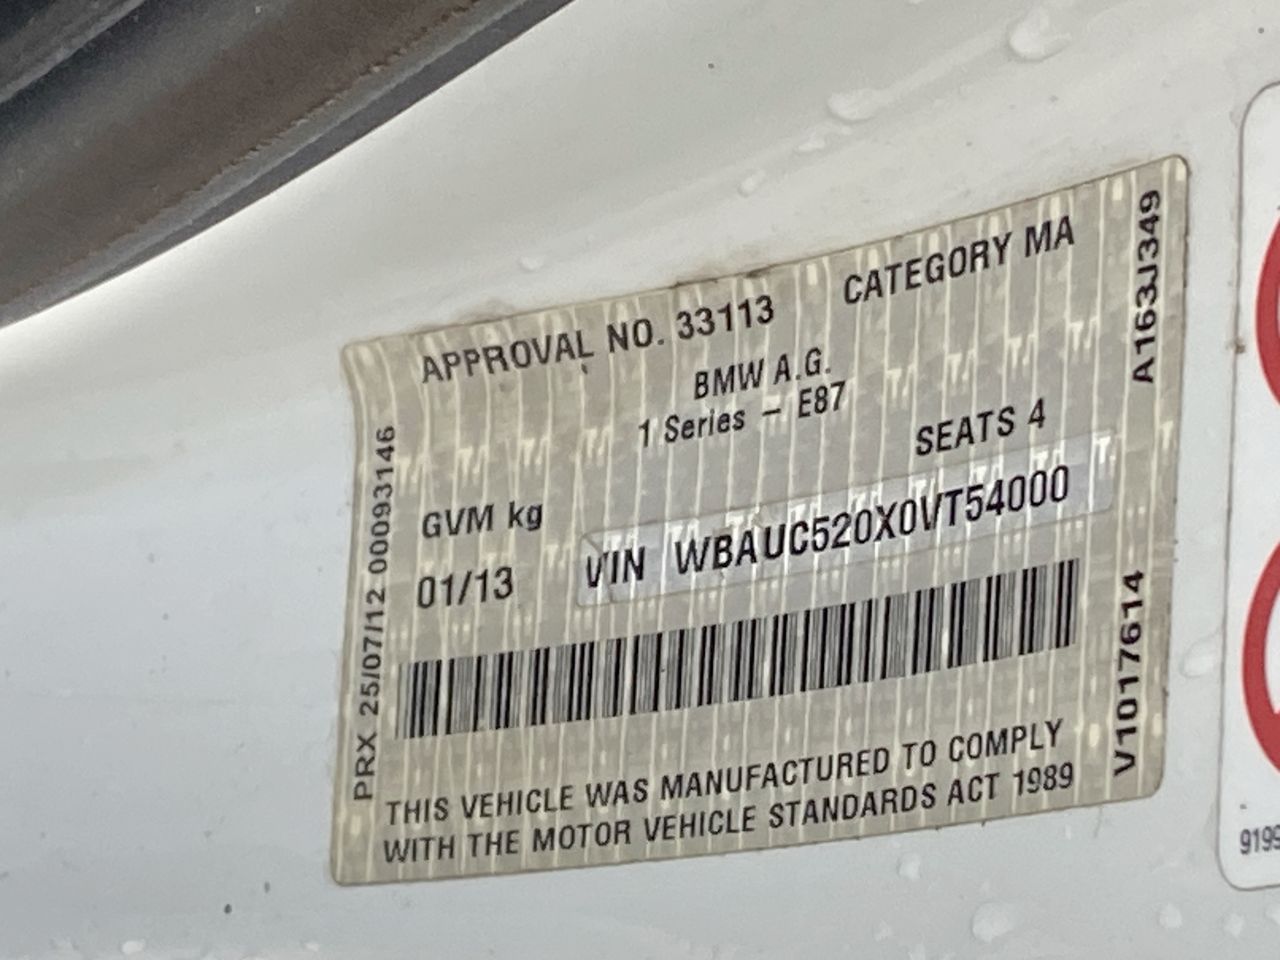 APPROVAL NO. 33113 CATEGORY MA
BMW A.G.
1 Series – E87
SEATS 4
GVM kg
VIN WBAUC520X0VT54000
01/13
THIS VEHICLE WAS MANUFACTURED TO COMPLY
WITH THE MOTOR VEHICLE STANDARDS ACT 1989
PRX 25/07/12 00093146
A163J349
V1017614